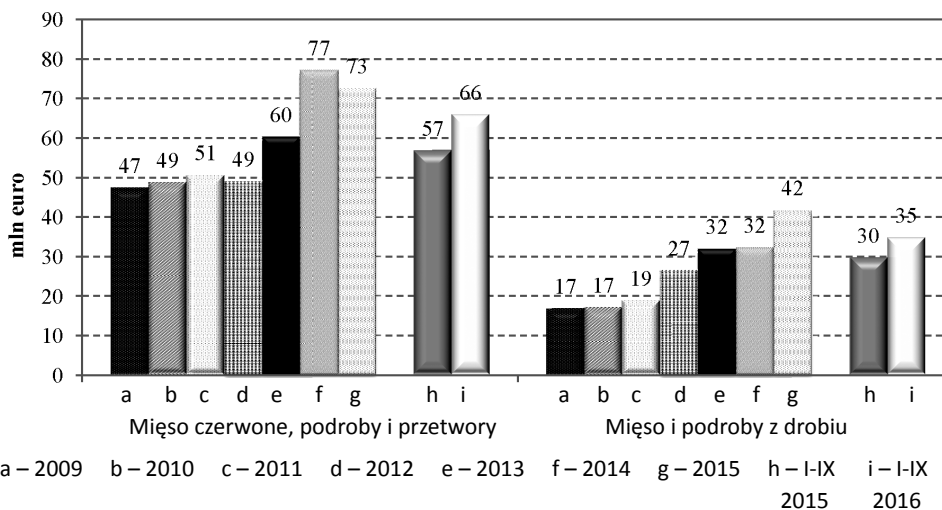 mln euro
90
80
70
60
50
40
30
20
10
0
47 49 51 49 60 77 73 57 66
17 17 19 27 32 32 42 30 35
a b c d e f g h i a b c d e f g h i
Mięso czerwone, podroby i przetwory Mięso i podroby z drobiu
a – 2009 b – 2010 c – 2011 d – 2012 e – 2013 f – 2014 g – 2015 h – I-IX i – I-IX
2015 2016